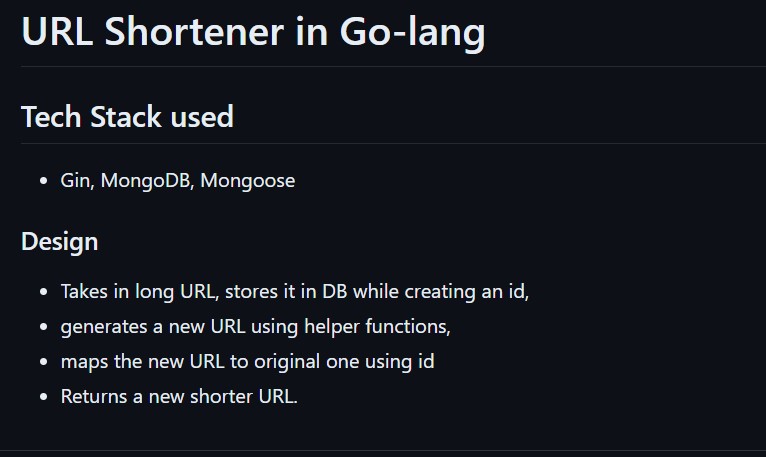 URL Shortener in Go-lang
Tech Stack used
Gin, MongoDB, Mongoose
Design
Takes in long URL, stores it in DB while creating an id,
generates a new URL using helper functions,
maps the new URL to original one using id
Returns a new shorter URL.